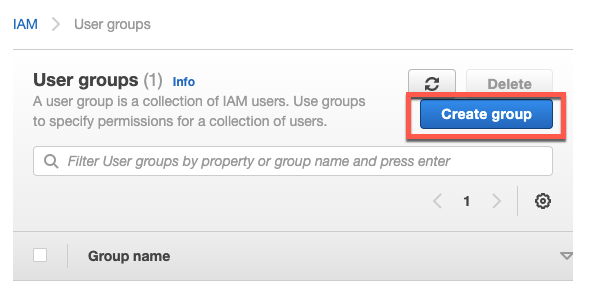 IAM > User groups
User groups (1) Info
Delete
A user group is a collection of IAM users. Use groups
to specify permissions for a collection of users.
Create group
Filter User groups by property or group name and press enter
< 1 >
Group name